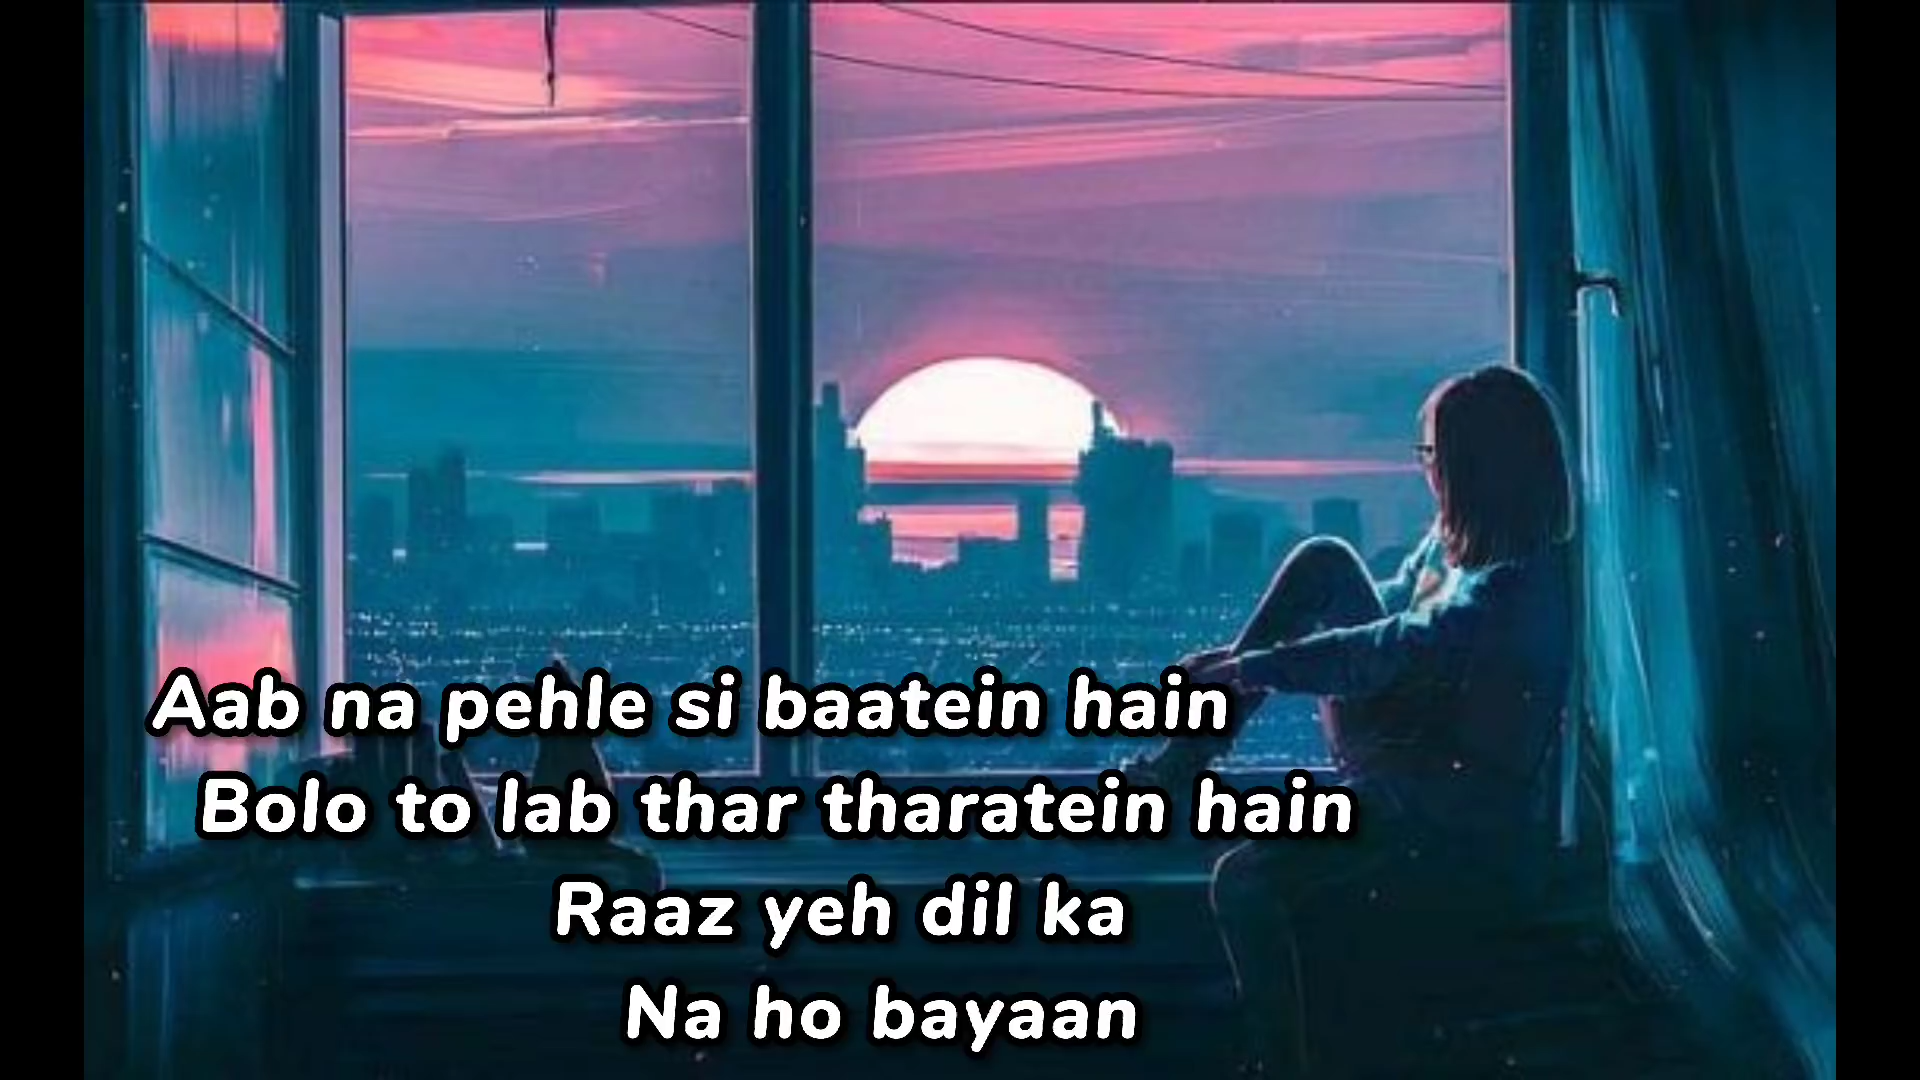 Aab na pehle si baatein hain
Bolo to lab thar tharatein hain
Raaz yeh dil ka
Na ho bayaan